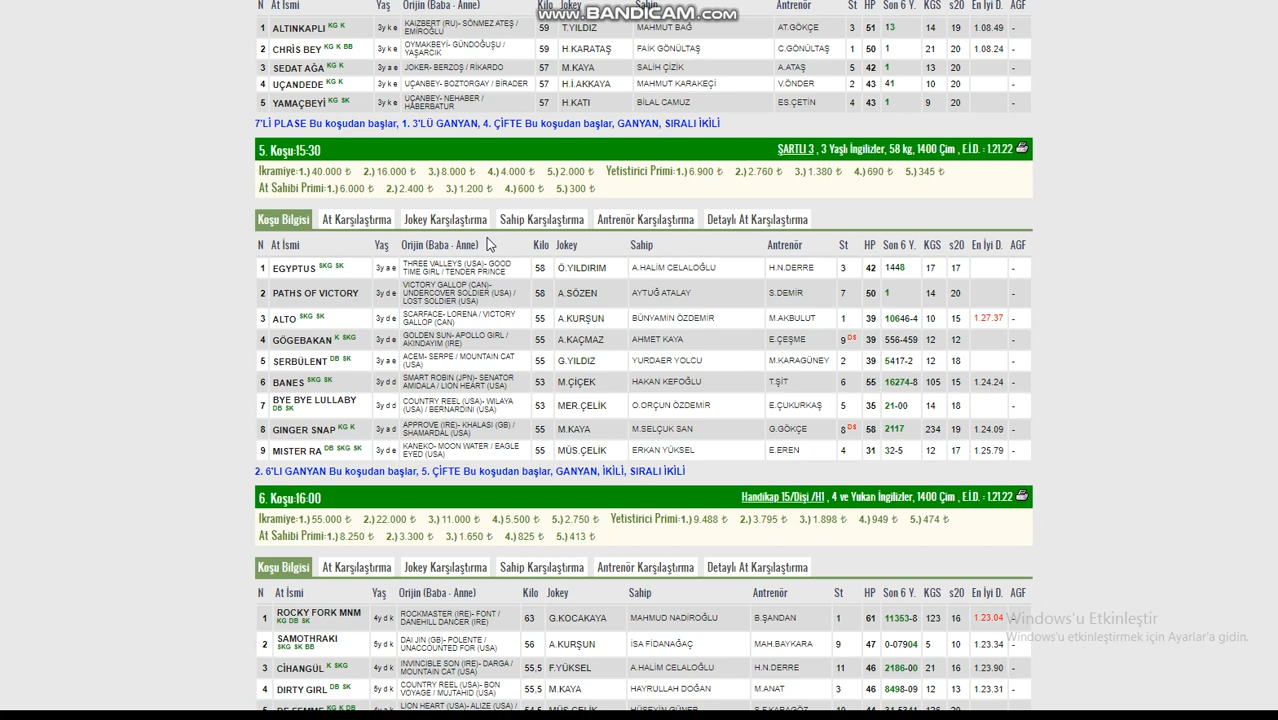 www.BANDICAM.com
N At İsmi Yaş Orijin (Baba - Anne) Kilo Jokey Sahip Antrenör St HP Son 6 Y. KGS s20 En İyi D. AGF
1 ALTINKAPLI KG K 3y k e KAIZBERT (RU)- SÖNMEZ ATEŞ / EMİROĞLU 59 T.YILDIZ MAHMUT BAĞ AT.GÖKÇE 3 51 13 14 19 1.08.49 -
2 CHRİS BEY KG K BB 3y k e OYMAKBEYİ- GÜNDOĞUŞU / YAŞARCIK 59 H.KARATAŞ FAİK GÖNÜLTAŞ C.GÖNÜLTAŞ 1 50 1 21 20 1.08.24 -
3 SEDAT AĞA KG K 3y a e JOKER- BERZOŞ / RİKARDO 57 M.KAYA SALİH ÇİZİK A.ATAŞ 5 42 1 13 20 -
4 UÇANDEDE KG K 3y k e UÇANBEY- BOZTORGAY / BİRADER 57 H.İ.AKKAYA MAHMUT KARAKEÇİ V.ÖNDER 2 43 41 10 20 -
5 YAMAÇBEYİ KG SK 3y k e UÇANBEY- NEHABER / HABERBATUR 57 H.KATI BİLAL CAMUZ ES.ÇETİN 4 43 1 9 20 -
7'Lİ PLASE Bu koşudan başlar, 1. 3'LÜ GANYAN, 4. ÇİFTE Bu koşudan başlar, GANYAN, SIRALI İKİLİ
5. Koşu:15:30 ŞARTLI 3 , 3 Yaşlı İngilizler, 58 kg, 1400 Çim , E.İ.D. : 1.21.22
Ikramiye:1.) 40.000 ₺ 2.) 16.000 ₺ 3.) 8.000 ₺ 4.) 4.000 ₺ 5.) 2.000 ₺ Yetistirici Primi:1.) 6.900 ₺ 2.) 2.760 ₺ 3.) 1.380 ₺ 4.) 690 ₺ 5.) 345 ₺
At Sahibi Primi:1.) 6.000 ₺ 2.) 2.400 ₺ 3.) 1.200 ₺ 4.) 600 ₺ 5.) 300 ₺
Koşu Bilgisi At Karşılaştırma Jokey Karşılaştırma Sahip Karşılaştırma Antrenör Karşılaştırma Detaylı At Karşılaştırma
N At İsmi Yaş Orijin (Baba - Anne) Kilo Jokey Sahip Antrenör St HP Son 6 Y. KGS s20 En İyi D. AGF
1 EGYPTUS SKG SK 3y a e THREE VALLEYS (USA)- GOOD TIME GIRL / TENDER PRINCE 58 Ö.YILDIRIM A.HALİM CELALOĞLU H.N.DERRE 3 42 1448 17 17 -
2 PATHS OF VICTORY 3y d e VICTORY GALLOP (CAN)- UNDERCOVER SOLDIER (USA) / LOST SOLDIER (USA) 58 A.SÖZEN AYTUĞ ATALAY S.DEMİR 7 50 1 14 20 -
3 ALTO SKG SK 3y d e SCARFACE- LORENA / VICTORY GALLOP (CAN) 55 A.KURŞUN BÜNYAMİN ÖZDEMİR M.AKBULUT 1 39 10646-4 10 15 1.27.37 -
4 GÖGEBAKAN K SKG 3y d e GOLDEN SUN- APOLLO GIRL / AKINDAYIM (IRE) 55 A.KAÇMAZ AHMET KAYA E.ÇEŞME 9 DS 39 556-459 12 12 -
5 SERBÜLENT DB SK 3y a e ACEM- SERPE / MOUNTAIN CAT (USA) 55 G.YILDIZ YURDAER YOLCU M.KARAGÜNEY 2 39 5417-2 12 18 -
6 BANES SKG SK 3y d d SMART ROBIN (JPN)- SENATOR AMIDALA / LION HEART (USA) 53 M.ÇİÇEK HAKAN KEFOĞLU T.ŞİT 6 55 16274-8 105 15 1.24.24 -
7 BYE BYE LULLABY DB SK 3y d d COUNTRY REEL (USA)- WILAYA (USA) / BERNARDINI (USA) 53 MER.ÇELİK O.ORÇUN ÖZDEMİR E.ÇUKURKAŞ 5 35 21-00 14 18 -
8 GINGER SNAP KG K 3y a d APPROVE (IRE)- KHALASI (GB) / SHAMARDAL (USA) 55 M.KAYA M.SELÇUK SAN G.GÖKÇE 8 DS 58 2117 234 19 1.24.09 -
9 MISTER RA DB SKG SK 3y d e KANEKO- MOON WATER / EAGLE EYED (USA) 55 MÜS.ÇELİK ERKAN YÜKSEL E.EREN 4 31 32-5 12 17 1.25.79 -
2. 6'LI GANYAN Bu koşudan başlar, 5. ÇİFTE Bu koşudan başlar, GANYAN, İKİLİ, SIRALI İKİLİ
6. Koşu:16:00 Handikap 15/Dişi /H1 , 4 ve Yukarı İngilizler, 1400 Çim , E.İ.D. : 1.21.22
Ikramiye:1.) 55.000 ₺ 2.) 22.000 ₺ 3.) 11.000 ₺ 4.) 5.500 ₺ 5.) 2.750 ₺ Yetistirici Primi:1.) 9.488 ₺ 2.) 3.795 ₺ 3.) 1.898 ₺ 4.) 949 ₺ 5.) 474 ₺
At Sahibi Primi:1.) 8.250 ₺ 2.) 3.300 ₺ 3.) 1.650 ₺ 4.) 825 ₺ 5.) 413 ₺
Koşu Bilgisi At Karşılaştırma Jokey Karşılaştırma Sahip Karşılaştırma Antrenör Karşılaştırma Detaylı At Karşılaştırma
N At İsmi Yaş Orijin (Baba - Anne) Kilo Jokey Sahip Antrenör St HP Son 6 Y. KGS s20 En İyi D. AGF
1 ROCKY FORK MNM KG DB SK 4y d k ROCKMASTER (IRE)- FONT / DANEHILL DANCER (IRE) 63 G.KOCAKAYA MAHMUD NADİROĞLU B.ŞANDAN 1 61 11353-8 123 16 1.23.04 -
2 SAMOTHRAKI SKG SK BB 5y d k DAI JIN (GB)- POLENTE / UNACCOUNTED FOR (USA) 56 A.KURŞUN İSA FİDANAĞAÇ MAH.BAYKARA 9 47 0-07904 5 10 1.23.34 -
3 CİHANGÜL K SKG 4y d k INVINCIBLE SON (IRE)- DARGA / MOUNTAIN CAT (USA) 55,5 F.YÜKSEL A.HALİM CELALOĞLU H.N.DERRE 11 46 2186-00 21 16 1.23.90 -
4 DIRTY GIRL DB SK 5y d k COUNTRY REEL (USA)- BON VOYAGE / MUJTAHID (USA) 55,5 M.KAYA HAYRULLAH DOĞAN M.ANAT 3 46 8498-09 12 13 1.23.31 -
LION HEART (USA)- ALIZE (USA) /
Windows'u Etkinleştir
Windows'u etkinleştirmek için Ayarlar'a gidin.